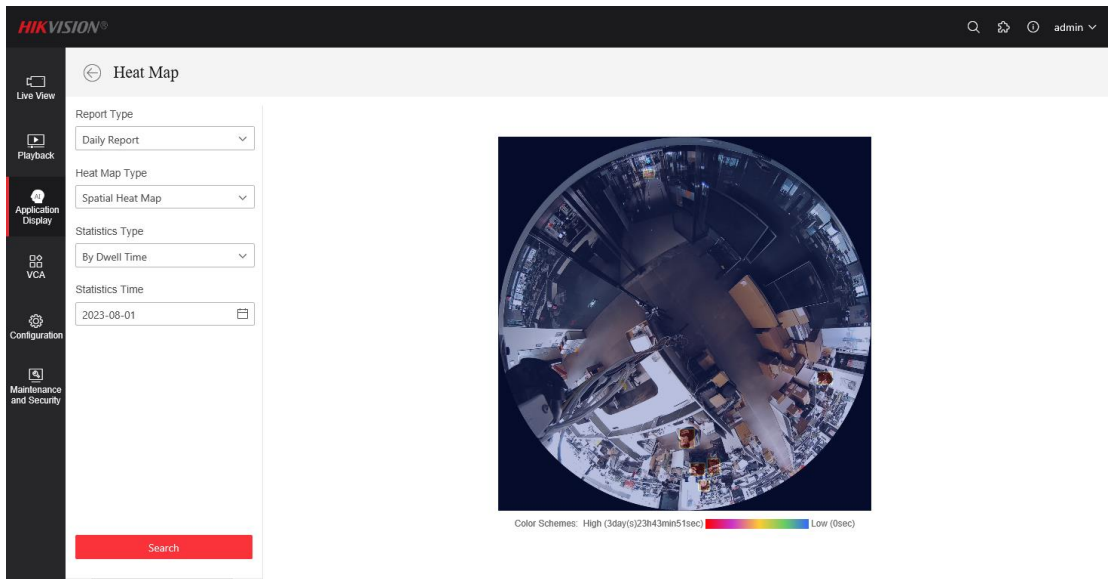 HIKVISION®
admin
Live View
Playback
AI
Application
Display
VCA
Configuration
Maintenance
and Security
Heat Map
Report Type
Daily Report
Heat Map Type
Spatial Heat Map
Statistics Type
By Dwell Time
Statistics Time
2023-08-01
Search
Color Schemes: High (3day(s)23h43min51sec) Low (0sec)